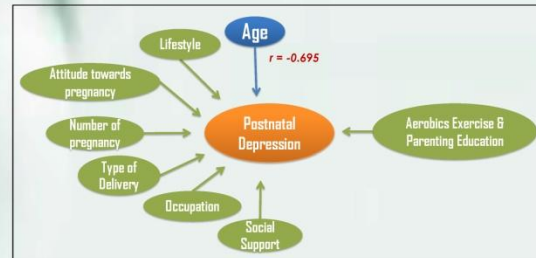 Age
Lifestyle
r = -0.695
Attitude towards
pregnancy
Number of
pregnancy
Postnatal
Depression
Aerobics Exercise &
Parenting Education
Type of
Delivery
Occupation
Social
Support